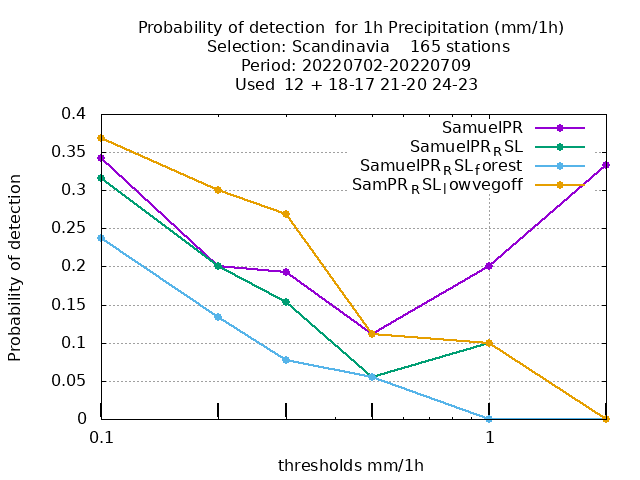 Probability of detection for 1h Precipitation (mm/1h)
Selection: Scandinavia 165 stations
Period: 20220702-20220709
Used 12 + 18-17 21-20 24-23
0.4
0.35
0.3
0.25
0.2
0.15
0.1
0.05
0
Probability of detection
SamuelPR
SamuelPR_RSL
SamuelPR_RSL_forest
SamPR_RSL_lowvegoff
0.1
1
thresholds mm/1h